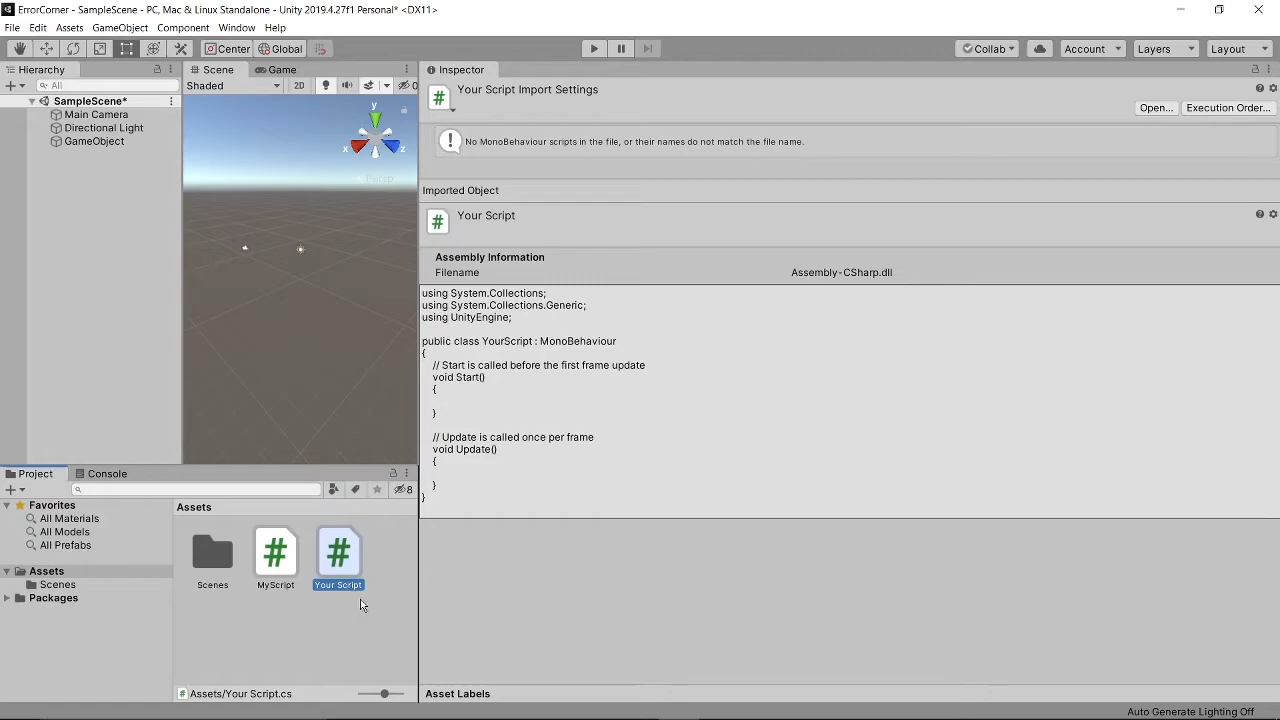 ErrorCorner - SampleScene - PC, Mac & Linux Standalone - Unity 2019.4.27f1 Personal* <DX11>
File Edit Assets GameObject Component Window Help
Center Global Collab Account Layers Layout
Hierarchy
All
SampleScene*
Main Camera
Directional Light
GameObject
Scene Game
Shaded 2D 0
y
x z
Persp
Inspector
Your Script Import Settings
Open... Execution Order...
No MonoBehaviour scripts in the file, or their names do not match the file name.
Imported Object
Your Script
Assembly Information
Filename Assembly-CSharp.dll
using System.Collections;
using System.Collections.Generic;
using UnityEngine;
public class YourScript : MonoBehaviour
{
// Start is called before the first frame update
void Start()
{
}
// Update is called once per frame
void Update()
{
}
}
Project Console
8
Favorites
All Materials
All Models
All Prefabs
Assets
Scenes
Packages
Assets
Scenes MyScript Your Script
Assets/Your Script.cs
Asset Labels
Auto Generate Lighting Off